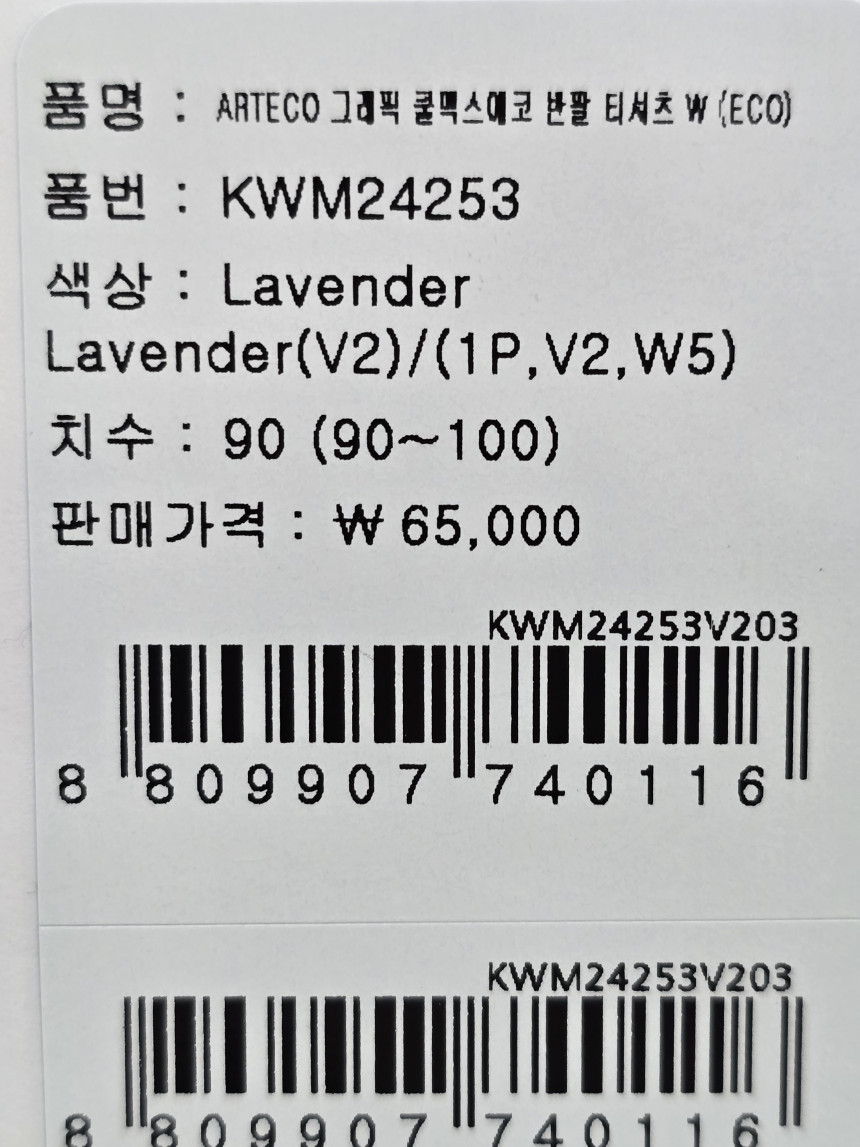 품명 : ARTECO 그래픽 쿨맥스에코 반팔 티셔츠 W (ECO)
품번 : KWM24253
색상 : Lavender
Lavender(V2)/(1P,V2,W5)
치수 : 90 (90~100)
판매가격 : ₩ 65,000
KWM24253V203
8 809907 740116
KWM24253V203
8 809907 740116